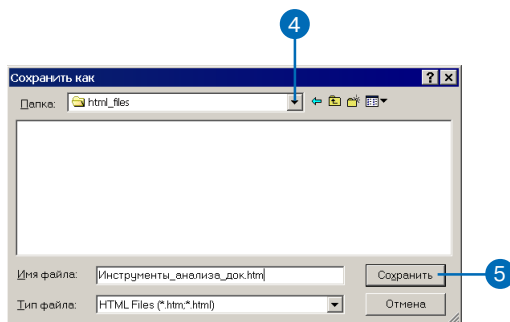 4
Сохранить как
Папка: html_files
Имя файла: Инструменты_анализа_док.htm Сохранить 5
Тип файла: HTML Files (*.htm;*.html) Отмена